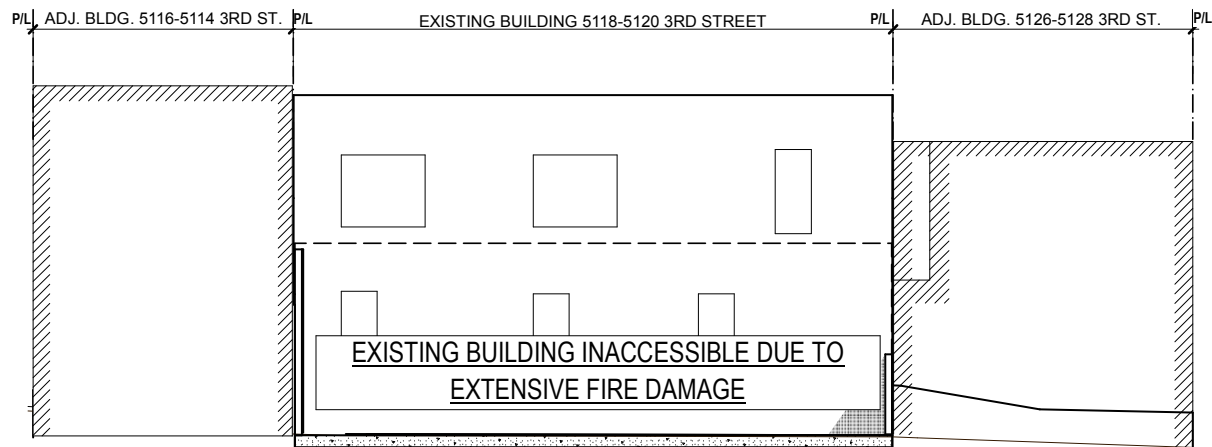 P/L ADJ. BLDG. 5116-5114 3RD ST. P/L EXISTING BUILDING 5118-5120 3RD STREET P/L ADJ. BLDG. 5126-5128 3RD ST. P/L
EXISTING BUILDING INACCESSIBLE DUE TO
EXTENSIVE FIRE DAMAGE